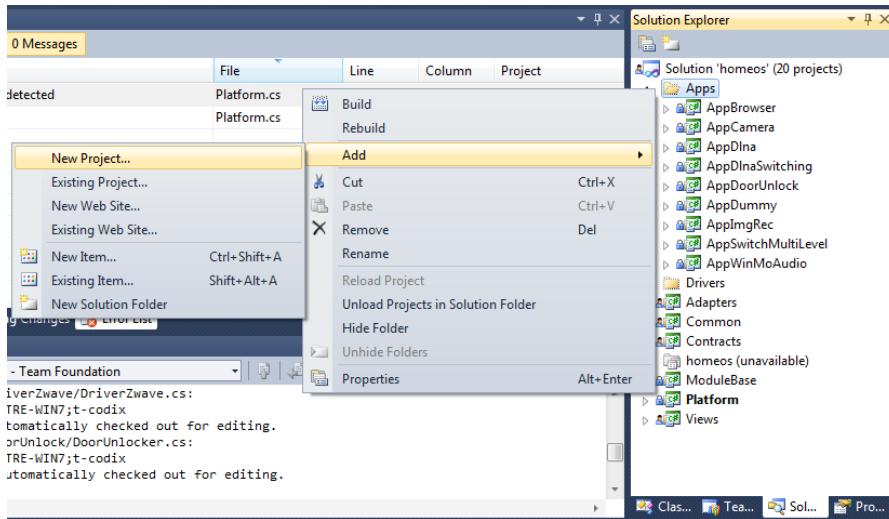 Solution Explorer
0 Messages
File Line Column Project
detected Platform.cs
Platform.cs
Build
Rebuild
Add
Cut Ctrl+X
Paste Ctrl+V
Remove Del
Rename
Reload Project
Unload Projects in Solution Folder
Hide Folder
Unhide Folders
Properties Alt+Enter
New Project...
Existing Project...
New Web Site...
Existing Web Site...
New Item... Ctrl+Shift+A
Existing Item... Shift+Alt+A
New Solution Folder
Error List
- Team Foundation
iverZwave/DriverZwave.cs:
TRE-WIN7;t-codix
tomatically checked out for editing.
orUnlock/DoorUnlocker.cs:
TRE-WIN7;t-codix
utomatically checked out for editing.
Solution 'homeos' (20 projects)
Apps
AppBrowser
AppCamera
AppDlna
AppDlnaSwitching
AppDoorUnlock
AppDummy
AppImgRec
AppSwitchMultiLevel
AppWinMoAudio
Drivers
Adapters
Common
Contracts
homeos (unavailable)
ModuleBase
Platform
Views
Clas... Tea... Sol... Pro...